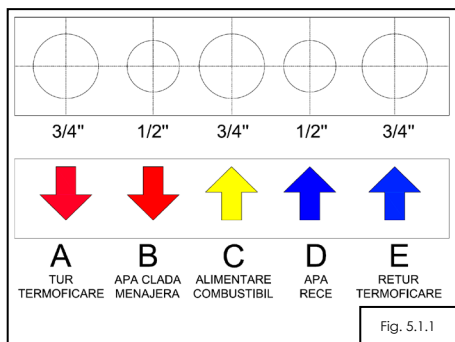 3/4" 1/2" 3/4" 1/2" 3/4"
A B C D E
TUR APA CLADA ALIMENTARE APA RETUR
TERMOFICARE MENAJERA COMBUSTIBIL RECE TERMOFICARE
Fig. 5.1.1